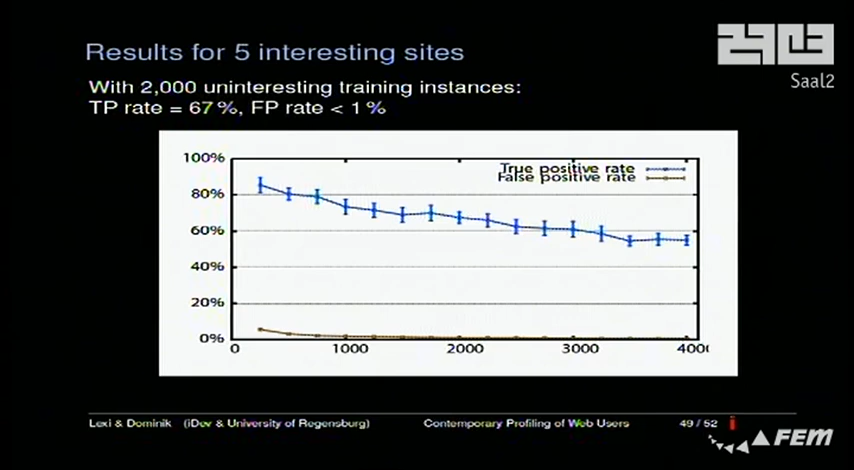 Results for 5 interesting sites
29C3
Saal2
With 2,000 uninteresting training instances:
TP rate = 67%, FP rate < 1%
100%
80%
60%
40%
20%
0%
True positive rate
False positive rate
0 1000 2000 3000 400
Lexi & Dominik (iDev & University of Regensburg) Contemporary Profiling of Web Users 49 / 52
FEM